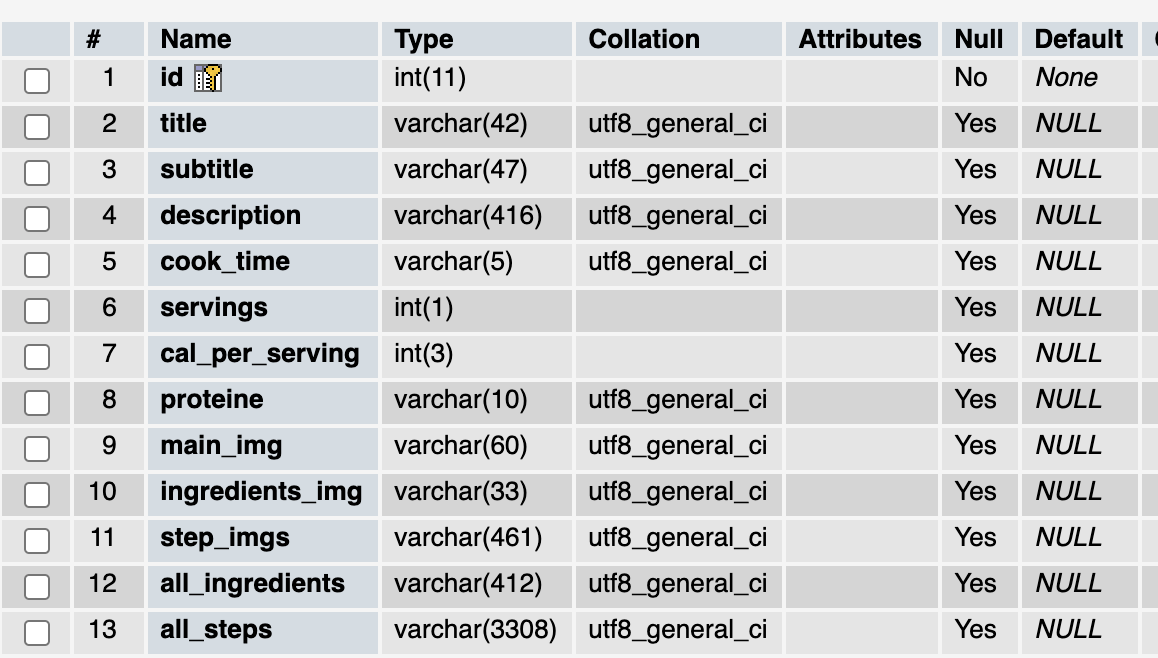 # Name Type Collation Attributes Null Default
1 id int(11) No None
2 title varchar(42) utf8_general_ci Yes NULL
3 subtitle varchar(47) utf8_general_ci Yes NULL
4 description varchar(416) utf8_general_ci Yes NULL
5 cook_time varchar(5) utf8_general_ci Yes NULL
6 servings int(1) Yes NULL
7 cal_per_serving int(3) Yes NULL
8 proteine varchar(10) utf8_general_ci Yes NULL
9 main_img varchar(60) utf8_general_ci Yes NULL
10 ingredients_img varchar(33) utf8_general_ci Yes NULL
11 step_imgs varchar(461) utf8_general_ci Yes NULL
12 all_ingredients varchar(412) utf8_general_ci Yes NULL
13 all_steps varchar(3308) utf8_general_ci Yes NULL